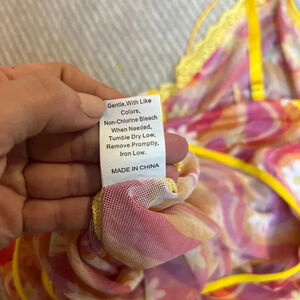 Gentle,With Like
Colors,
Non-Chlorine Bleach
When Needed,
Tumble Dry Low,
Remove Promptly,
Iron Low.
MADE IN CHINA